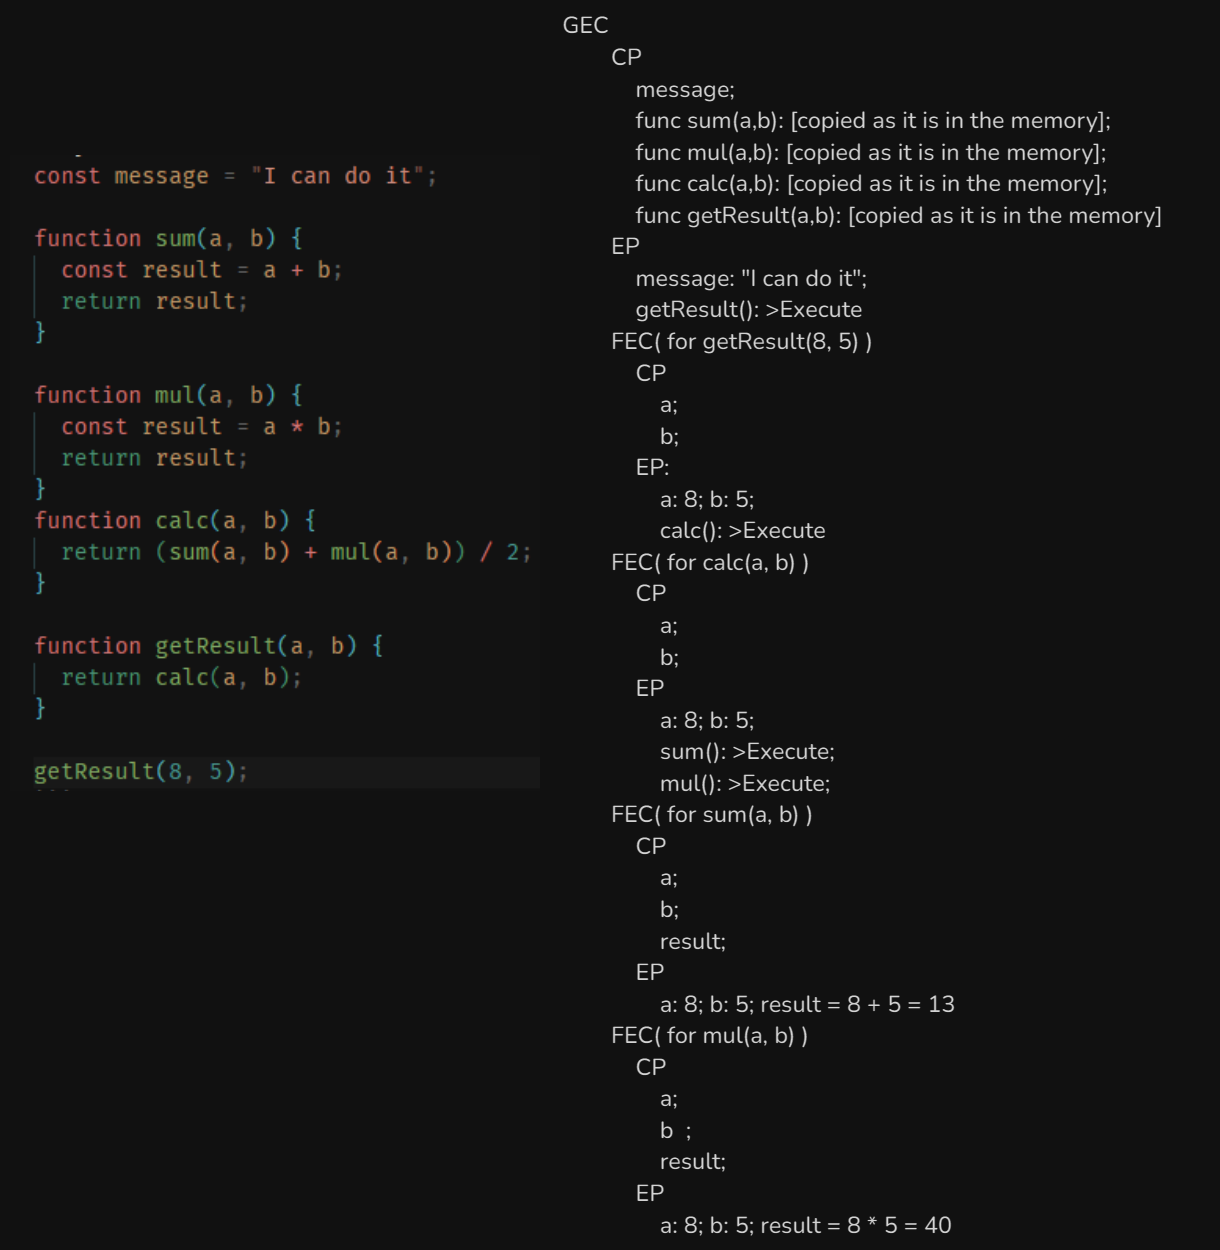 const message = "I can do it";
function sum(a, b) {
const result = a + b;
return result;
}
function mul(a, b) {
const result = a * b;
return result;
}
function calc(a, b) {
return (sum(a, b) + mul(a, b)) / 2;
}
function getResult(a, b) {
return calc(a, b);
}
getResult(8, 5);
GEC
CP
message;
func sum(a,b): [copied as it is in the memory];
func mul(a,b): [copied as it is in the memory];
func calc(a,b): [copied as it is in the memory];
func getResult(a,b): [copied as it is in the memory]
EP
message: "I can do it";
getResult(): >Execute
FEC( for getResult(8, 5) )
CP
a;
b;
EP:
a: 8; b: 5;
calc(): >Execute
FEC( for calc(a, b) )
CP
a;
b;
EP
a: 8; b: 5;
sum(): >Execute;
mul(): >Execute;
FEC( for sum(a, b) )
CP
a;
b;
result;
EP
a: 8; b: 5; result = 8 + 5 = 13
FEC( for mul(a, b) )
CP
a;
b  ;
result;
EP
a: 8; b: 5; result = 8 * 5 = 40